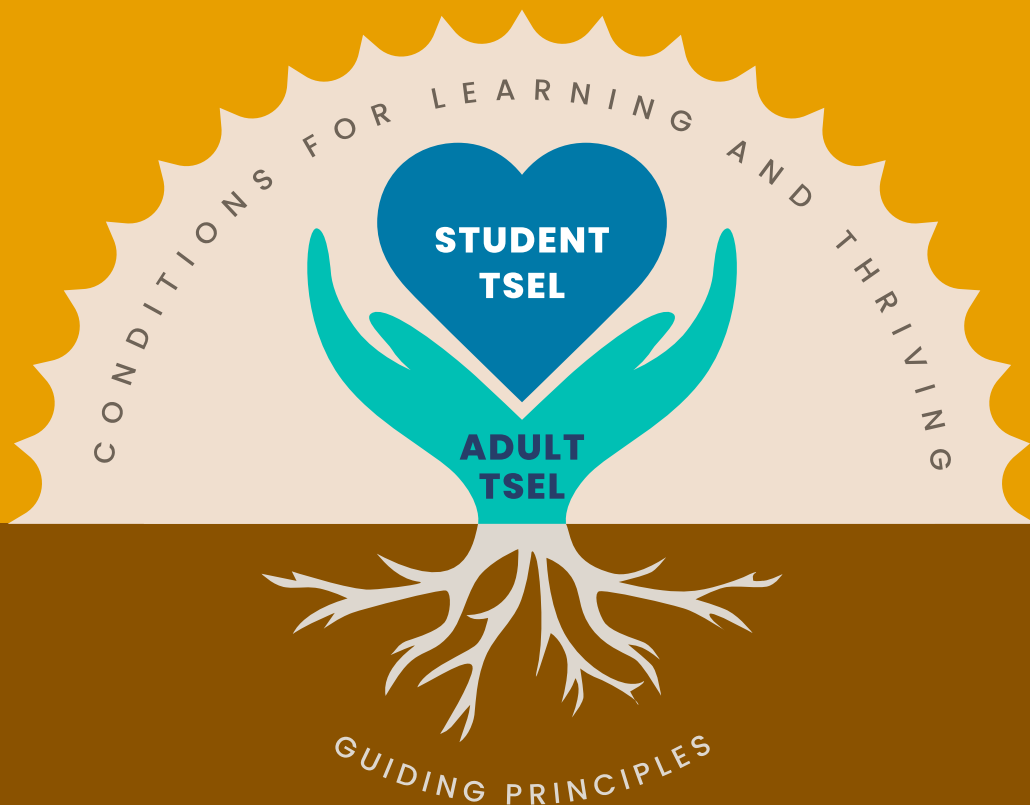 CONDITIONS FOR LEARNING AND THRIVING
STUDENT
TSEL
ADULT
TSEL
GUIDING PRINCIPLES